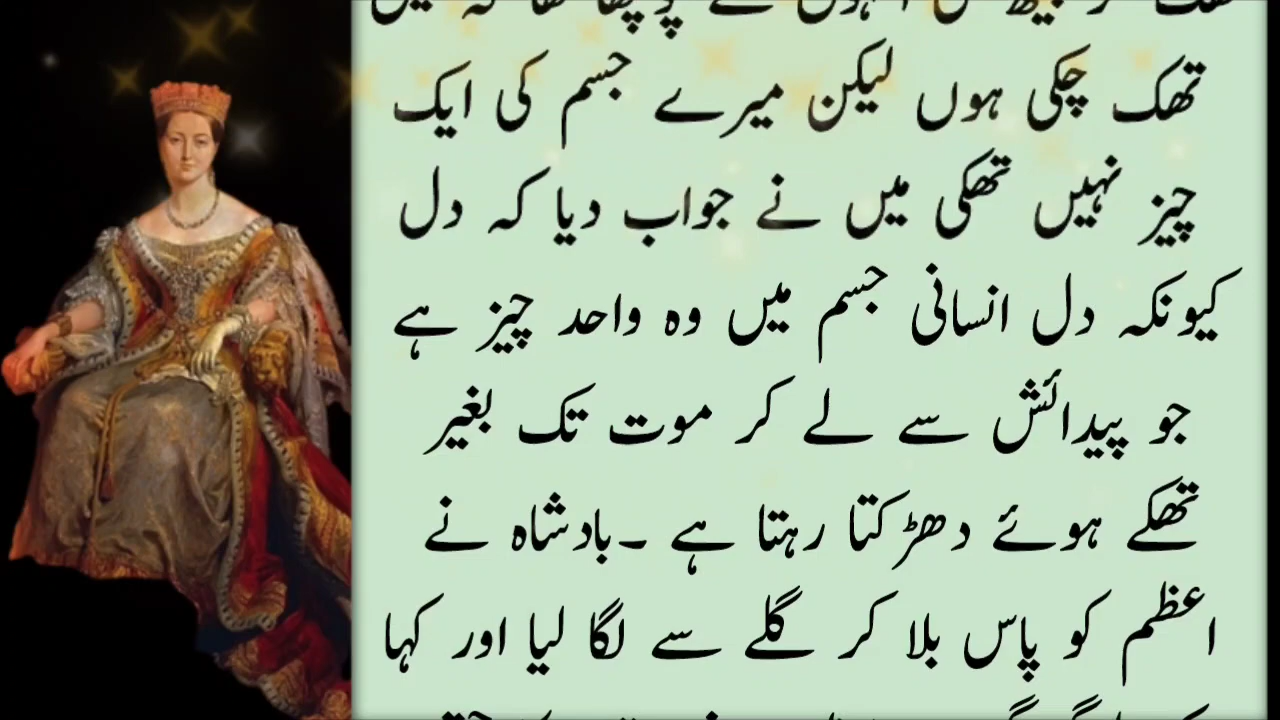 تھک چکی ہوں لیکن میرے جسم کی ایک
چیز نہیں تھکی میں نے جواب دیا کہ دل
کیونکہ دل انسانی جسم میں وہ واحد چیز ہے
جو پیدائش سے لے کر موت تک بغیر
تھکے ہوئے دھڑکتا رہتا ہے ۔بادشاہ نے
اعظم کو پاس بلا کر گلے سے لگا لیا اور کہا